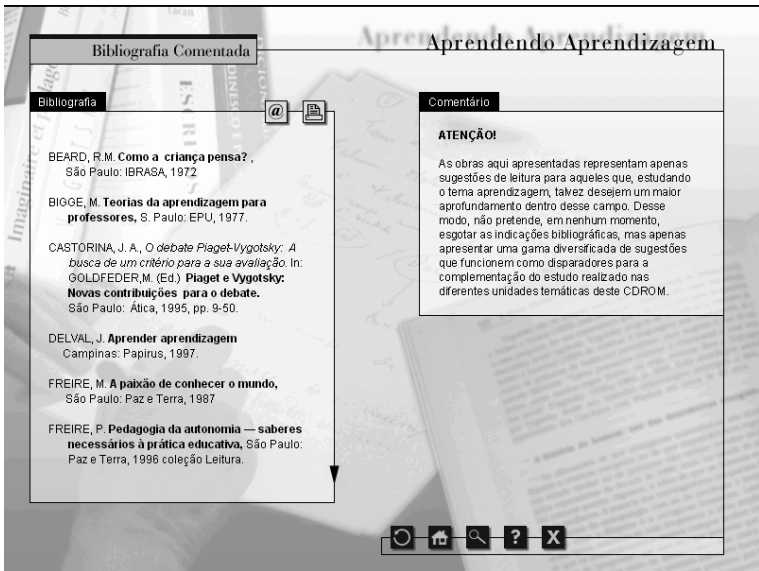 Bibliografia Comentada
Aprendendo Aprendizagem
Bibliografia
@
BEARD, R.M. Como a criança pensa? ,
São Paulo: IBRASA, 1972
BIGGE, M. Teorias da aprendizagem para
professores, S. Paulo: EPU, 1977.
CASTORINA, J. A., O debate Piaget-Vygotsky: A
busca de um critério para a sua avaliação. In:
GOLDFEDER,M. (Ed.) Piaget e Vygotsky:
Novas contribuições para o debate.
São Paulo: Ática, 1995, pp. 9-50.
DELVAL, J. Aprender aprendizagem
Campinas: Papirus, 1997.
FREIRE, M. A paixão de conhecer o mundo,
São Paulo: Paz e Terra, 1987
FREIRE, P. Pedagogia da autonomia — saberes
necessários à prática educativa, São Paulo:
Paz e Terra, 1996 coleção Leitura.
Comentário
ATENÇÃO!
As obras aqui apresentadas representam apenas
sugestões de leitura para aqueles que, estudando
o tema aprendizagem, talvez desejem um maior
aprofundamento dentro desse campo. Desse
modo, não pretende, em nenhum momento,
esgotar as indicações bibliográficas, mas apenas
apresentar uma gama diversificada de sugestões
que funcionem como disparadores para a
complementação do estudo realizado nas
diferentes unidades temáticas deste CDROM.
? X